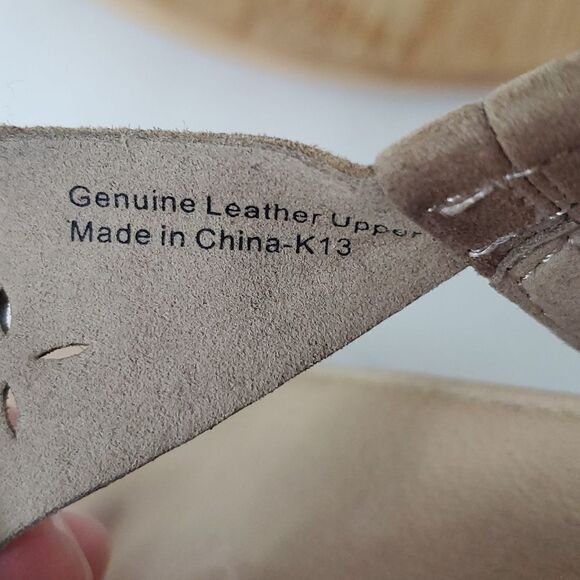 Genuine Leather Upper
Made in China-K13